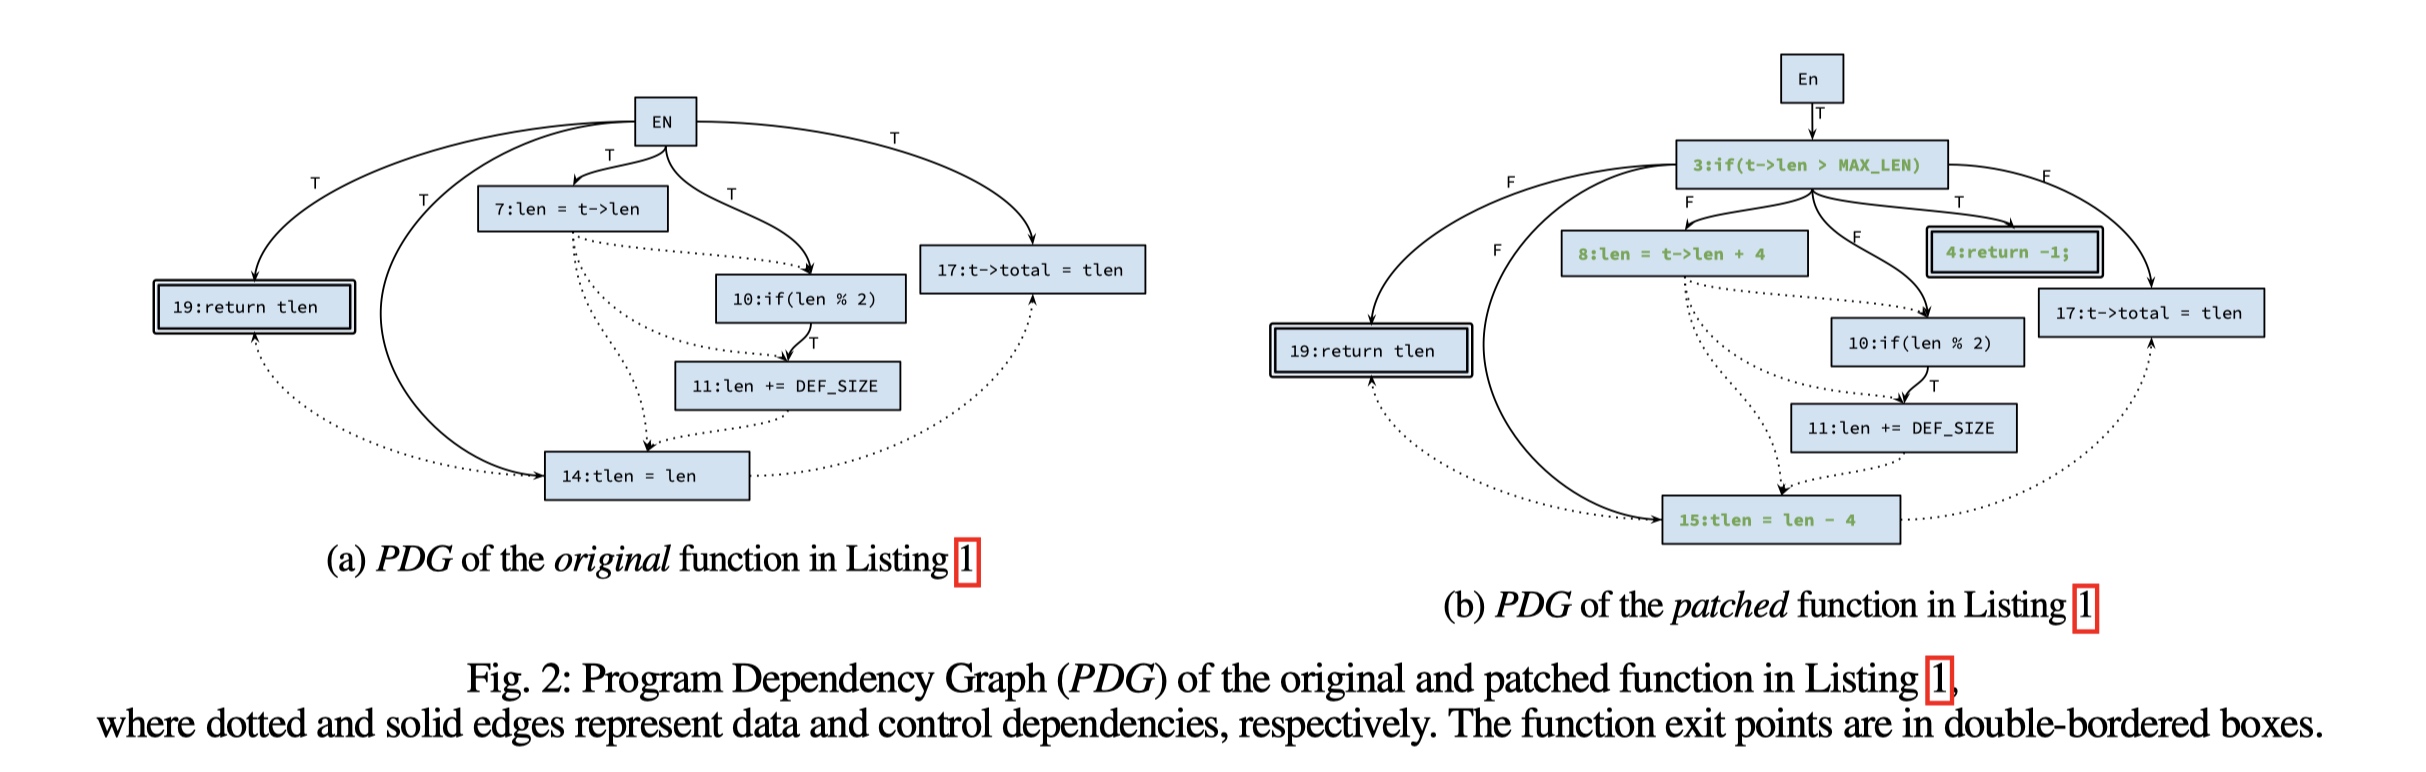 EN
T
T
T
T
T
7:len = t->len
17:t->total = tlen
10:if(len % 2)
19:return tlen
T
11:len += DEF_SIZE
14:tlen = len
(a) PDG of the original function in Listing 1
En
T
3:if(t->len > MAX_LEN)
F
F
F
F
T
F
8:len = t->len + 4
4:return -1;
17:t->total = tlen
10:if(len % 2)
19:return tlen
T
11:len += DEF_SIZE
15:tlen = len - 4
(b) PDG of the patched function in Listing 1
Fig. 2: Program Dependency Graph (PDG) of the original and patched function in Listing 1,
where dotted and solid edges represent data and control dependencies, respectively. The function exit points are in double-bordered boxes.